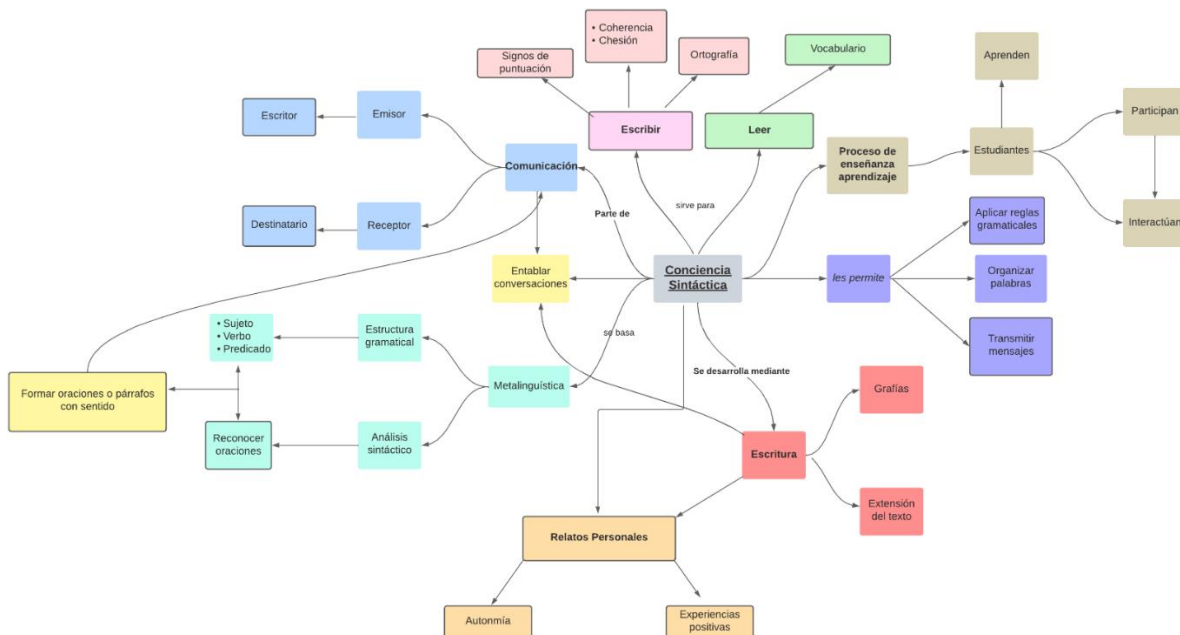 • Coherencia
• Chesión
Signos de
puntuación
Ortografía
Vocabulario
Aprenden
Escritor
Emisor
Escribir
Leer
Participan
Proceso de
enseñanza
aprendizaje
Estudiantes
Comunicación
Destinatario
Receptor
Parte de
sirve para
Interactúan
Aplicar reglas
gramaticales
Entablar
conversaciones
Conciencia
Sintáctica
les permite
Organizar
palabras
• Sujeto
• Verbo
• Predicado
Estructura
gramatical
se basa
Transmitir
mensajes
Formar oraciones o párrafos
con sentido
Metalinguística
Se desarrolla mediante
Grafías
Reconocer
oraciones
Análisis
sintáctico
Escritura
Extensión
del texto
Relatos Personales
Autonmía
Experiencias
positivas